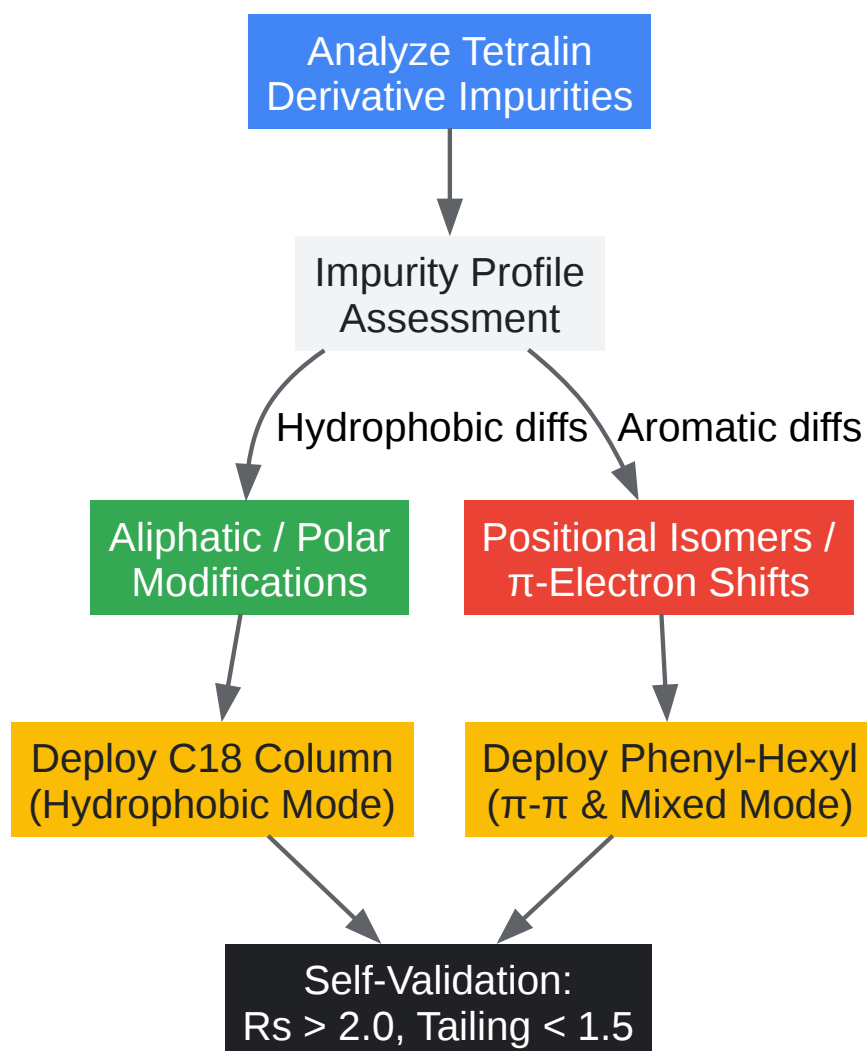 Analyze Tetralin
Derivative Impurities
Impurity Profile
Assessment
Hydrophobic diffs
Aromatic diffs
Aliphatic / Polar
Modifications
Positional Isomers /
π-Electron Shifts
Deploy C18 Column
(Hydrophobic Mode)
Deploy Phenyl-Hexyl
(π-π & Mixed Mode)
Self-Validation:
Rs > 2.0, Tailing < 1.5